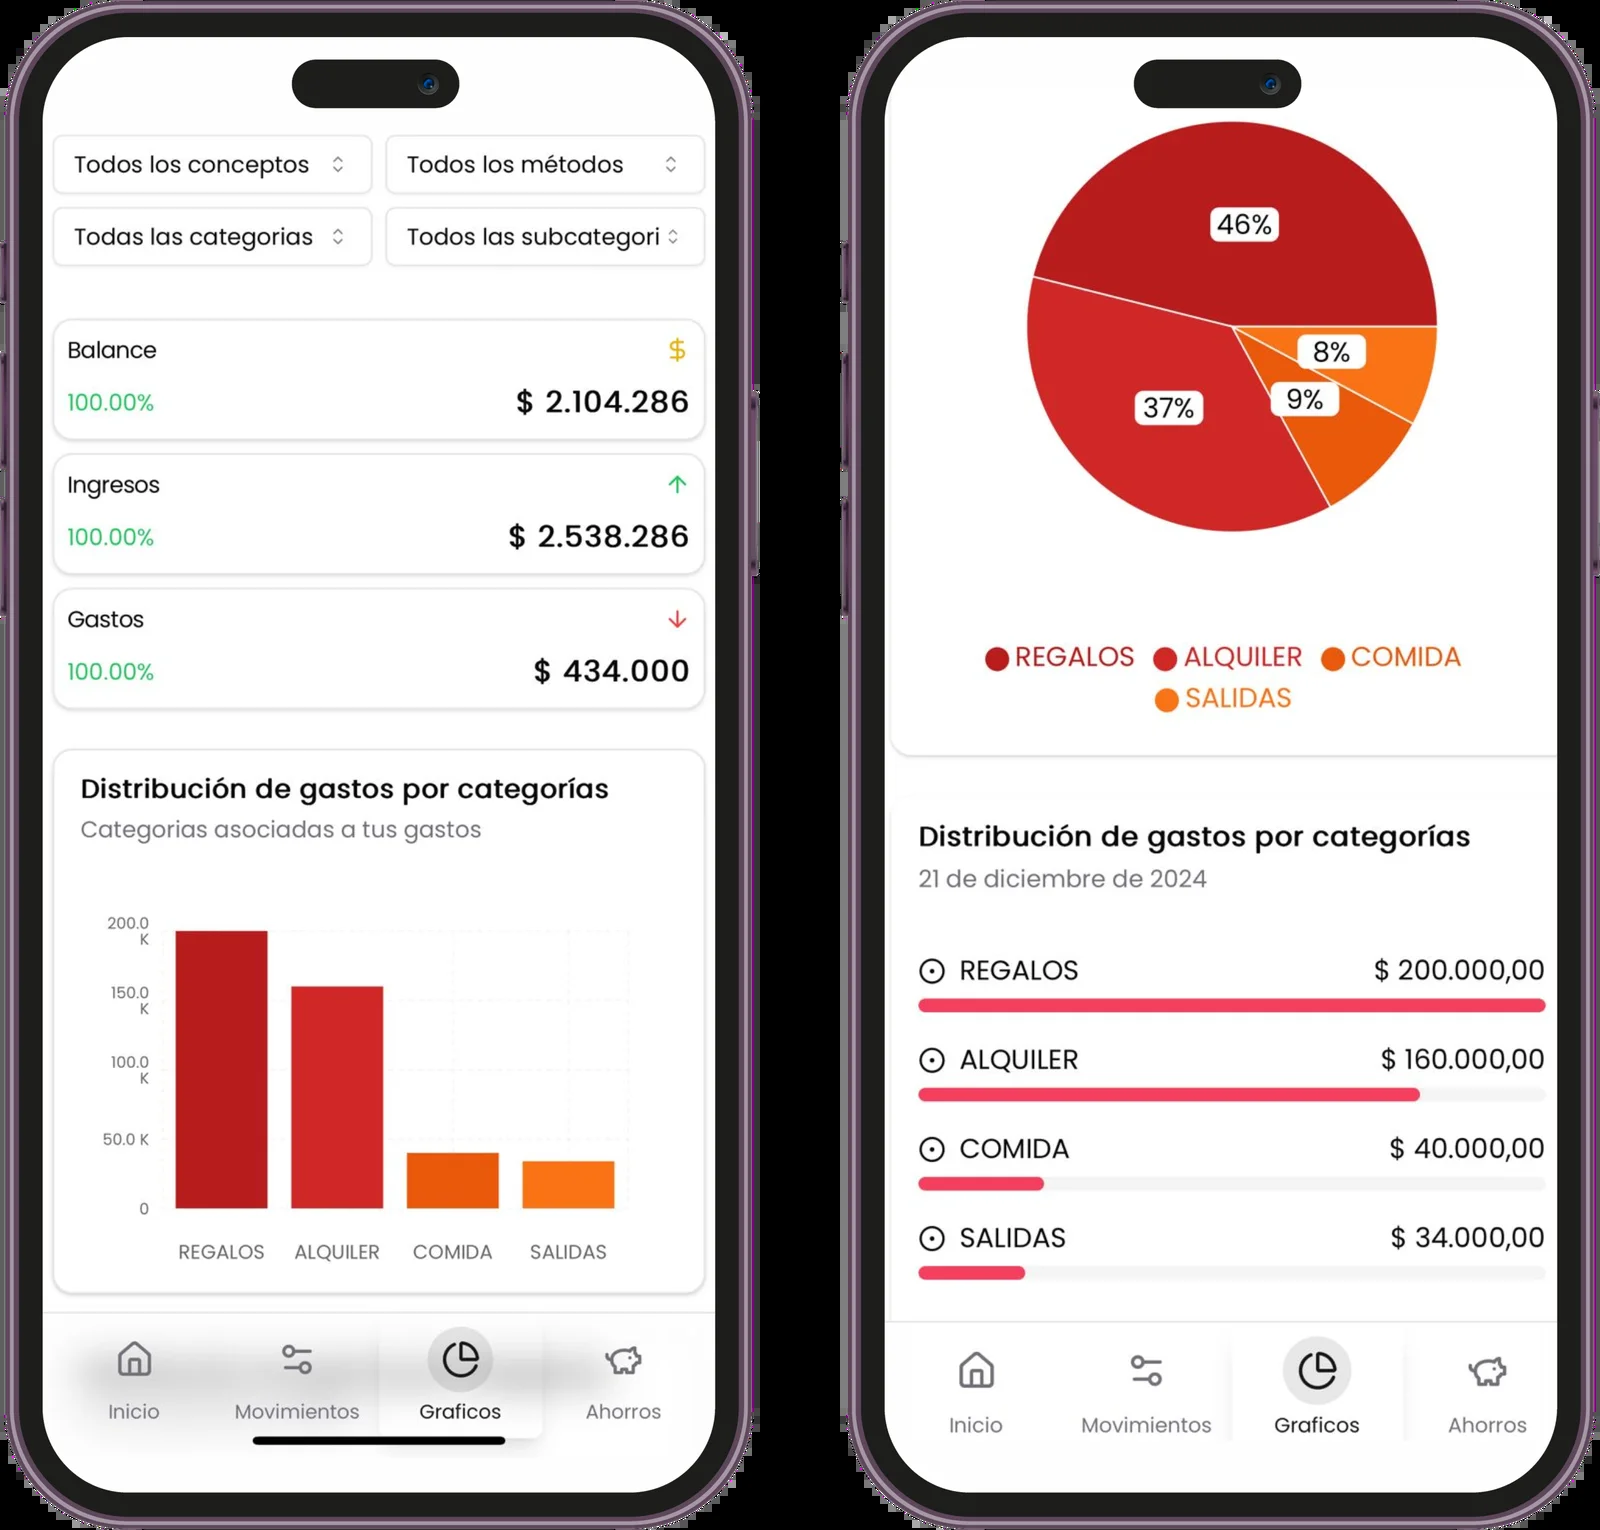 Todos los conceptos
Todos los métodos
Todas las categorias
Todos las subcategori
Balance
$
100.00%
$ 2.104.286
Ingresos
100.00%
$ 2.538.286
Gastos
100.00%
$ 434.000
Distribución de gastos por categorías
Categorias asociadas a tus gastos
200.0
K
150.0
K
100.0
K
50.0 K
0
REGALOS ALQUILER COMIDA SALIDAS
Inicio Movimientos Graficos Ahorros
46%
8%
9%
37%
REGALOS ALQUILER COMIDA
SALIDAS
Distribución de gastos por categorías
21 de diciembre de 2024
REGALOS $ 200.000,00
ALQUILER $ 160.000,00
COMIDA $ 40.000,00
SALIDAS $ 34.000,00
Inicio Movimientos Graficos Ahorros